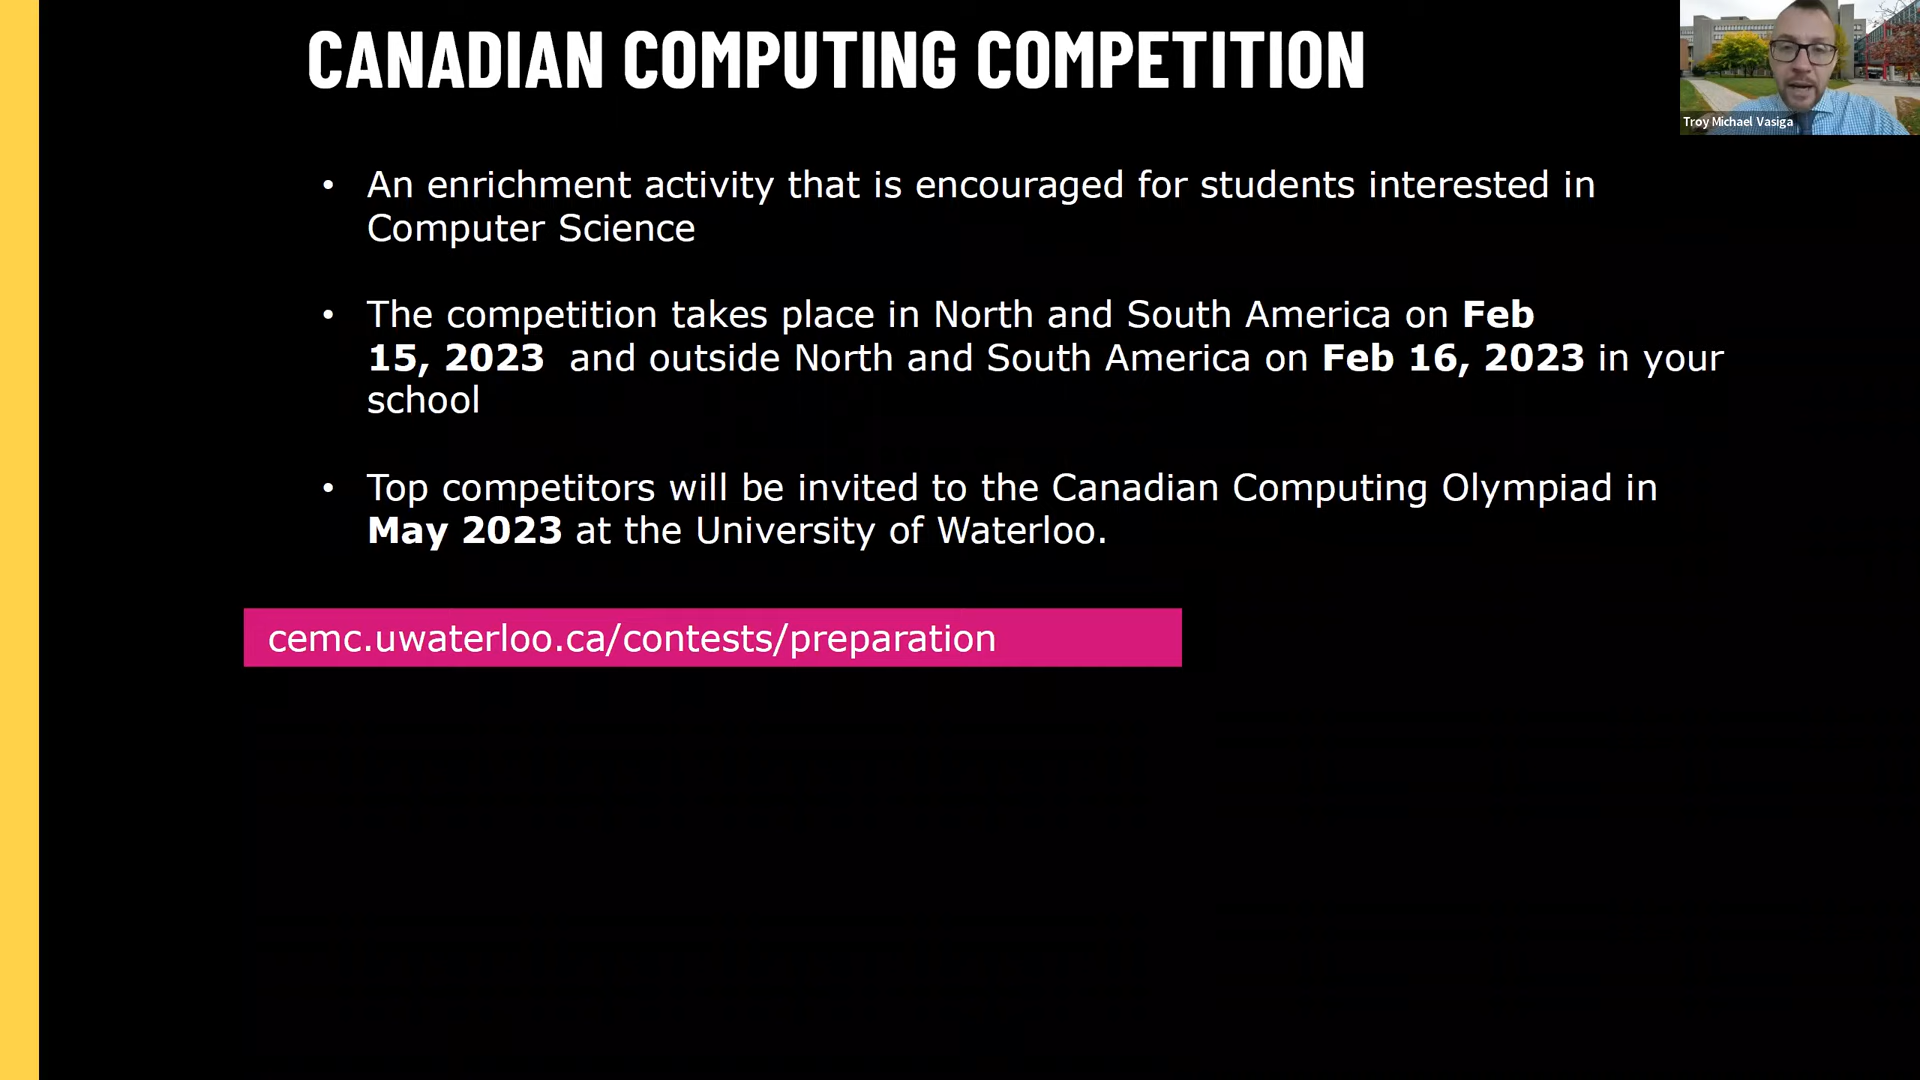 CANADIAN COMPUTING COMPETITION
Troy Michael Vasiga
• An enrichment activity that is encouraged for students interested in
Computer Science
• The competition takes place in North and South America on Feb
15, 2023  and outside North and South America on Feb 16, 2023 in your
school
• Top competitors will be invited to the Canadian Computing Olympiad in
May 2023 at the University of Waterloo.
cemc.uwaterloo.ca/contests/preparation